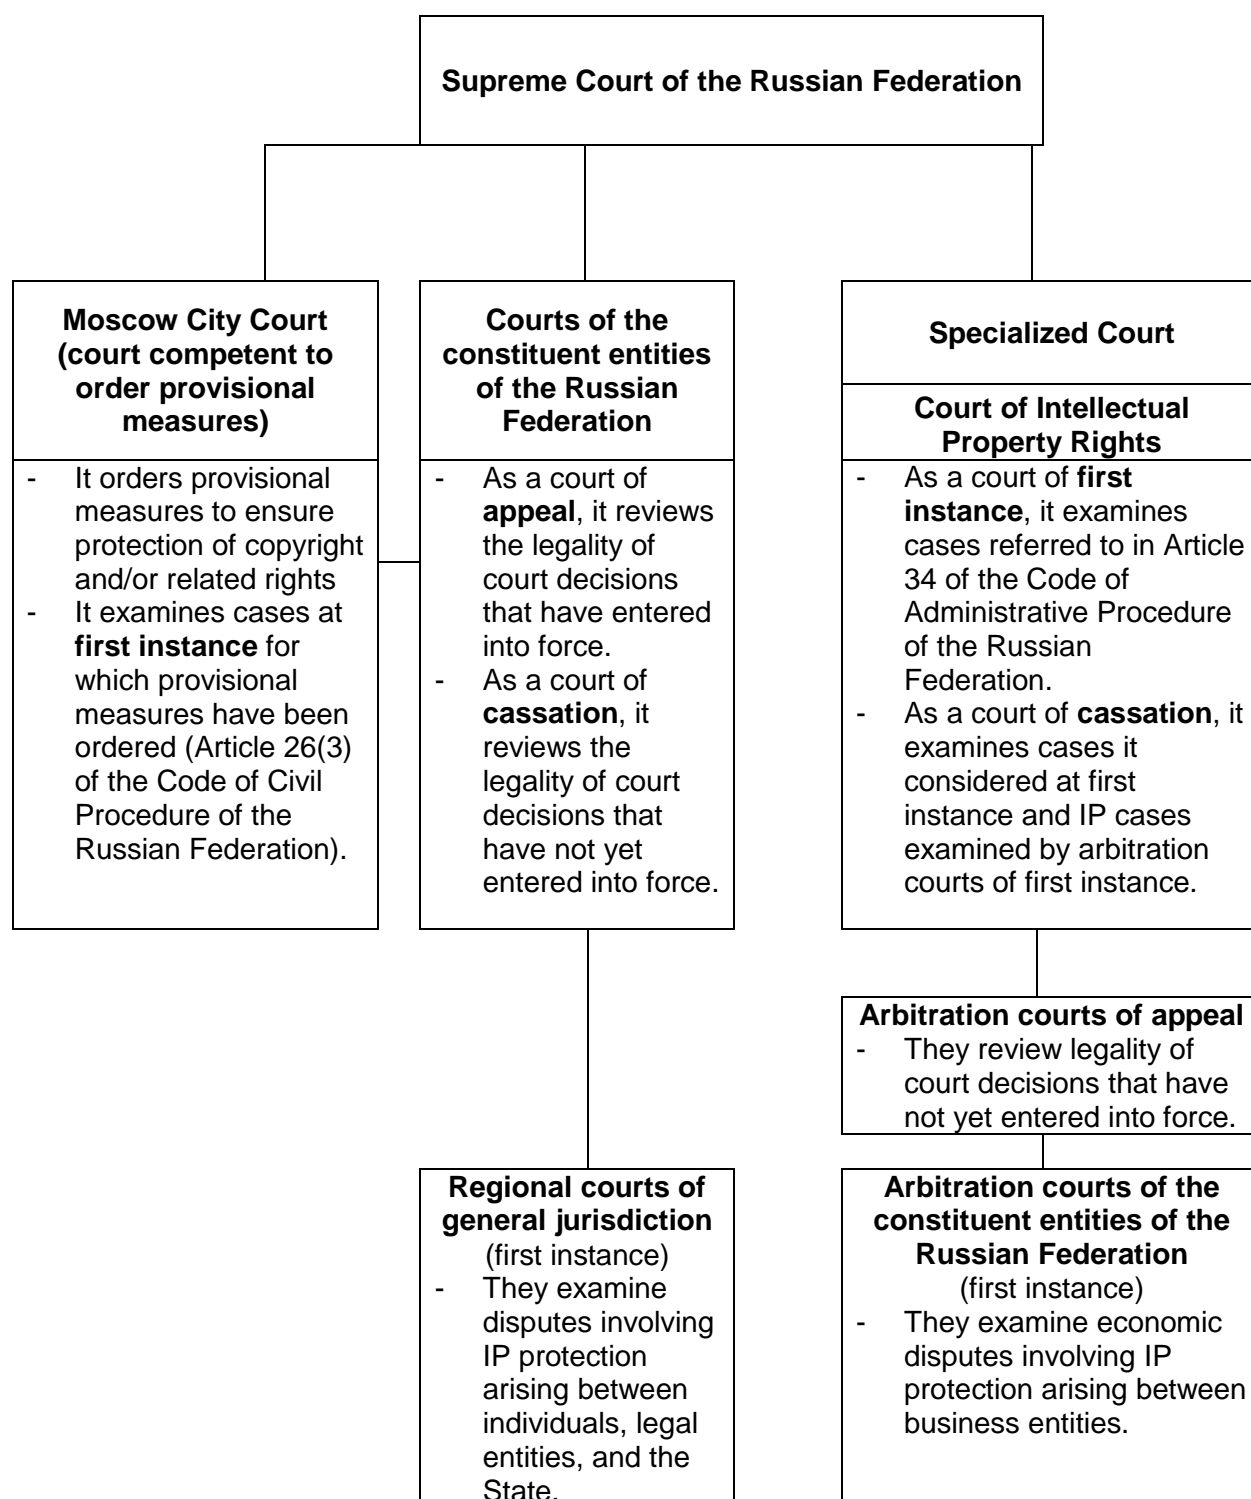 Supreme Court of the Russian Federation
Moscow City Court
(court competent to
order provisional
measures)
- It orders provisional
measures to ensure
protection of copyright
and/or related rights
- It examines cases at
first instance for
which provisional
measures have been
ordered (Article 26(3)
of the Code of Civil
Procedure of the
Russian Federation).
Courts of the
constituent entities
of the Russian
Federation
- As a court of
appeal, it reviews
the legality of
court decisions
that have entered
into force.
- As a court of
cassation, it
reviews the
legality of court
decisions that
have not yet
entered into force.
Specialized Court
Court of Intellectual
Property Rights
- As a court of first
instance, it examines
cases referred to in Article
34 of the Code of
Administrative Procedure
of the Russian
Federation.
- As a court of cassation, it
examines cases it
considered at first
instance and IP cases
examined by arbitration
courts of first instance.
Arbitration courts of appeal
- They review legality of
court decisions that have
not yet entered into force.
Regional courts of
general jurisdiction
(first instance)
- They examine
disputes involving
IP protection
arising between
individuals, legal
entities, and the
State.
Arbitration courts of the
constituent entities of the
Russian Federation
(first instance)
- They examine economic
disputes involving IP
protection arising between
business entities.